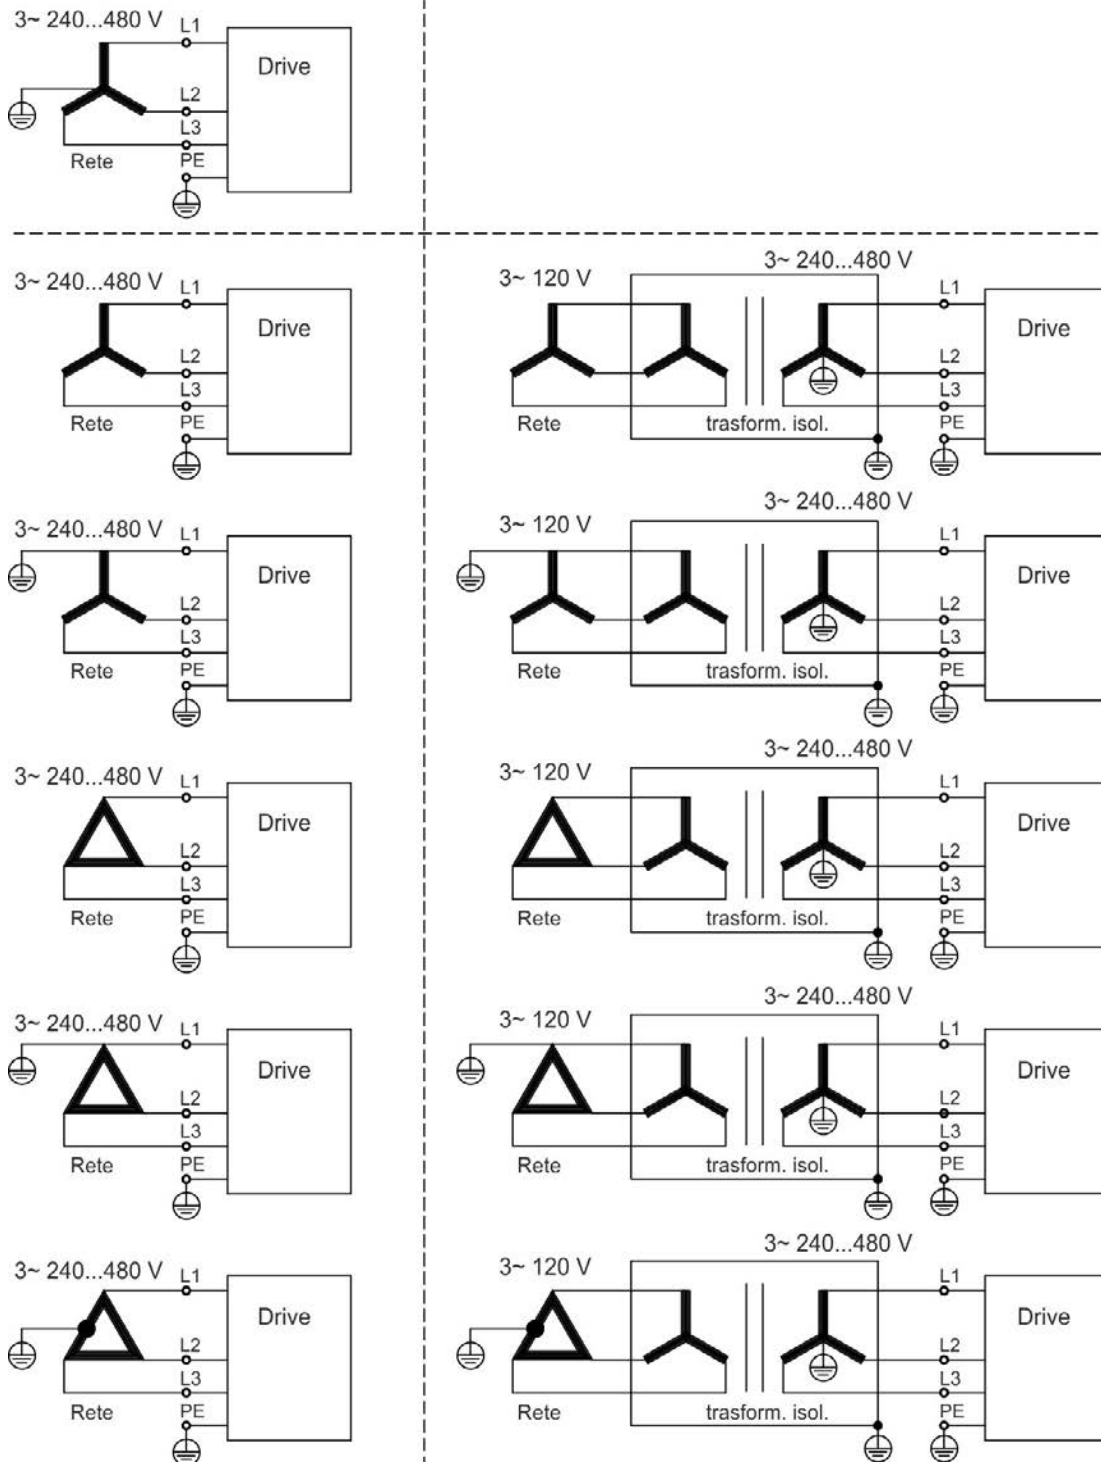 3~ 240...480 V
L1
Drive
L2
L3
Rete
PE
3~ 240...480 V
L1
Drive
L2
L3
Rete
PE
3~ 120 V
3~ 240...480 V
L1
Drive
L2
L3
Rete
trasform. isol.
PE
3~ 240...480 V
L1
Drive
L2
L3
Rete
PE
3~ 120 V
3~ 240...480 V
L1
Drive
L2
L3
Rete
trasform. isol.
PE
3~ 240...480 V
L1
Drive
L2
L3
Rete
PE
3~ 120 V
3~ 240...480 V
L1
Drive
L2
L3
Rete
trasform. isol.
PE
3~ 240...480 V
L1
Drive
L2
L3
Rete
PE
3~ 120 V
3~ 240...480 V
L1
Drive
L2
L3
Rete
trasform. isol.
PE
3~ 240...480 V
L1
Drive
L2
L3
Rete
PE
3~ 120 V
3~ 240...480 V
L1
Drive
L2
L3
Rete
trasform. isol.
PE